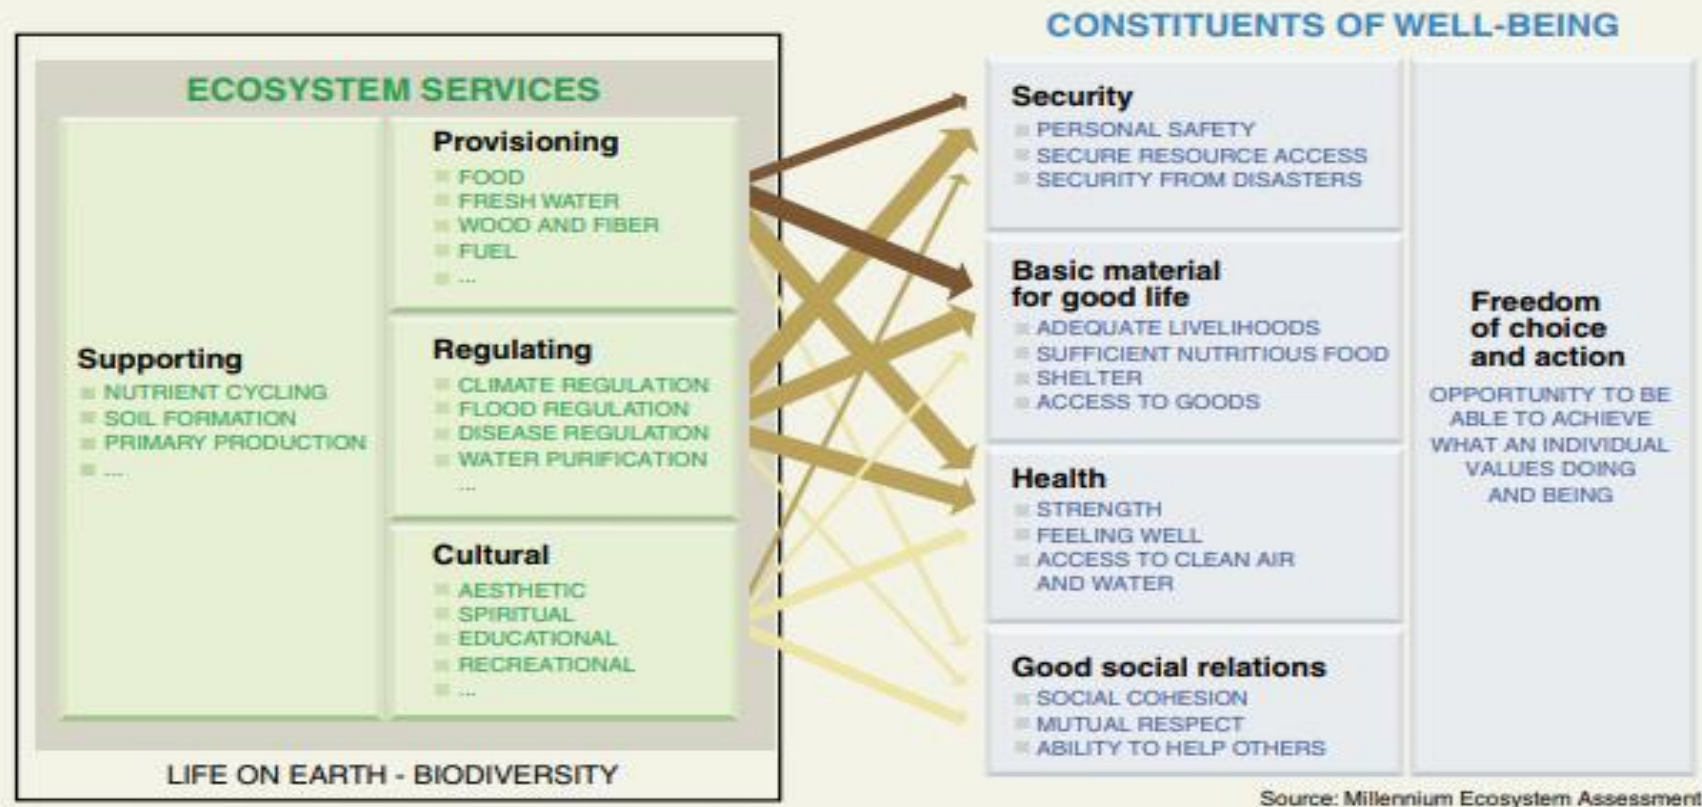 CONSTITUENTS OF WELL-BEING
ECOSYSTEM SERVICES
Supporting
NUTRIENT CYCLING
SOIL FORMATION
PRIMARY PRODUCTION
...
Provisioning
FOOD
FRESH WATER
WOOD AND FIBER
FUEL
...
Regulating
CLIMATE REGULATION
FLOOD REGULATION
DISEASE REGULATION
WATER PURIFICATION
...
Cultural
AESTHETIC
SPIRITUAL
EDUCATIONAL
RECREATIONAL
...
LIFE ON EARTH - BIODIVERSITY
Security
PERSONAL SAFETY
SECURE RESOURCE ACCESS
SECURITY FROM DISASTERS
Basic material
for good life
ADEQUATE LIVELIHOODS
SUFFICIENT NUTRITIOUS FOOD
SHELTER
ACCESS TO GOODS
Health
STRENGTH
FEELING WELL
ACCESS TO CLEAN AIR
AND WATER
Good social relations
SOCIAL COHESION
MUTUAL RESPECT
ABILITY TO HELP OTHERS
Freedom
of choice
and action
OPPORTUNITY TO BE
ABLE TO ACHIEVE
WHAT AN INDIVIDUAL
VALUES DOING
AND BEING
Source: Millennium Ecosystem Assessment